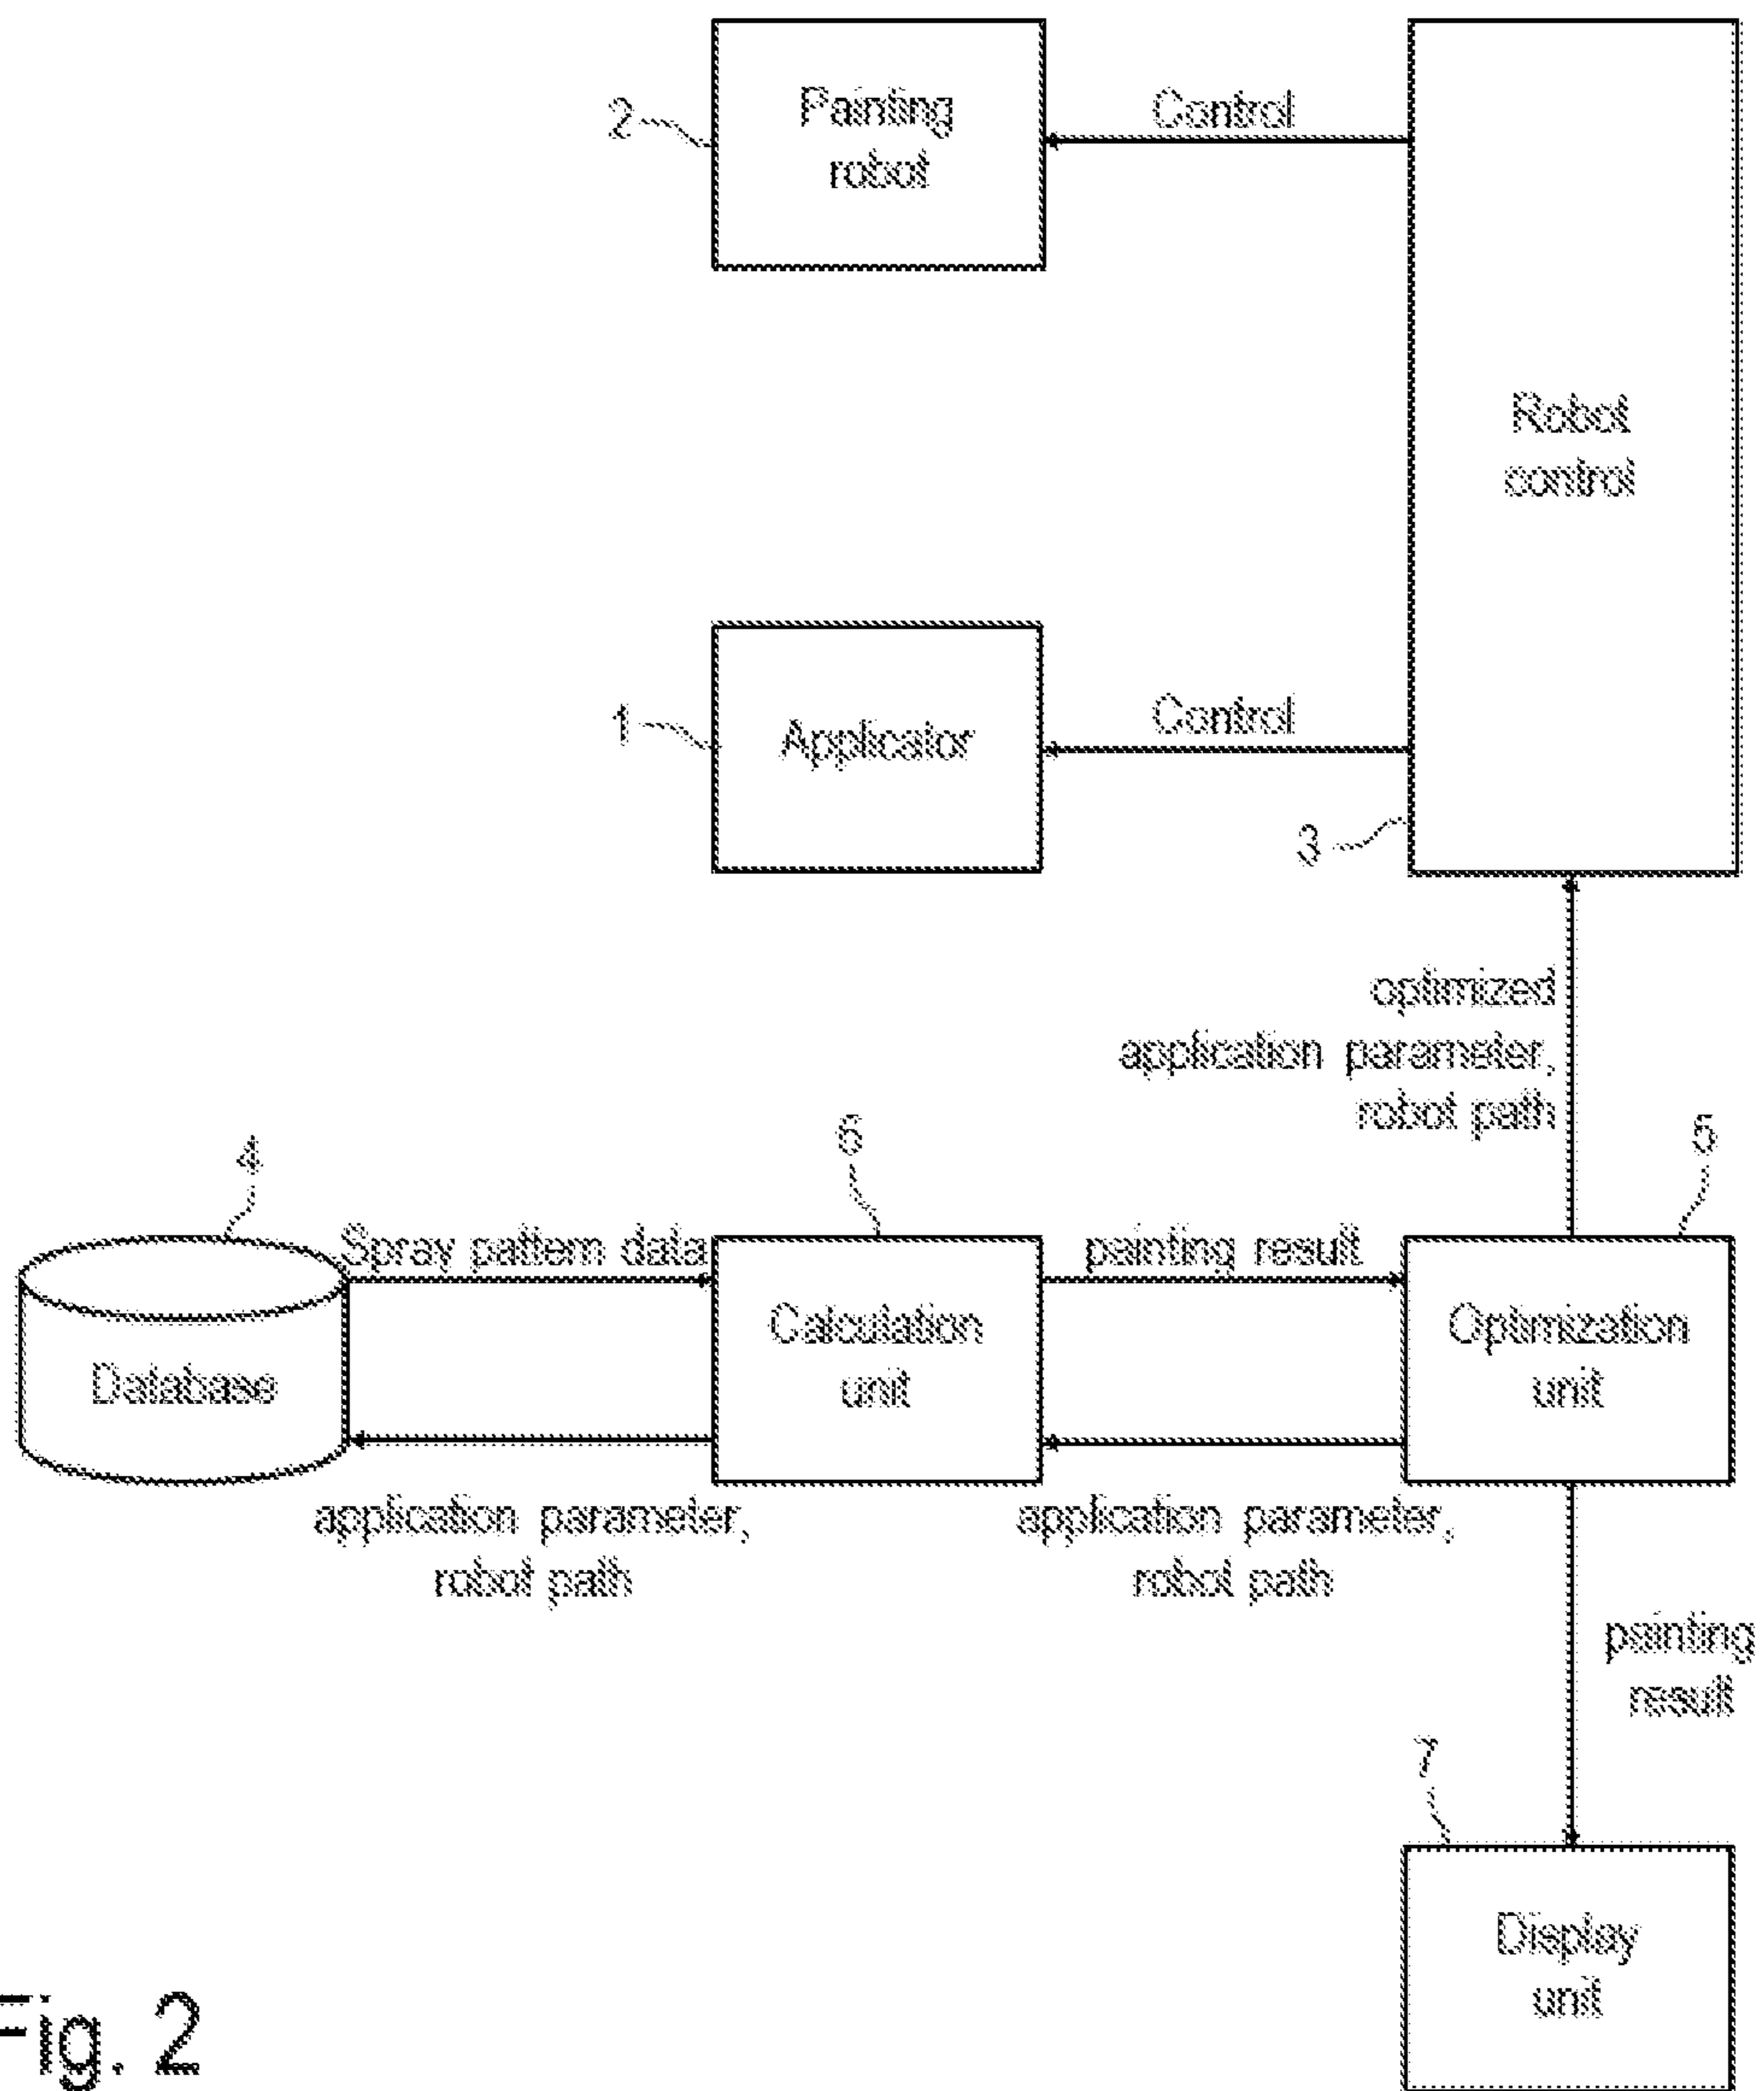 2
Painting
robot
Control
Robot
control
1
Applicator
Control
3
optimized
application parameter,
robot path
4
6
5
Spray pattern data
painting result
Database
Calculation
unit
Optimization
unit
application parameter,
robot path
application parameter,
robot path
painting
result
7
Display
unit
Fig. 2